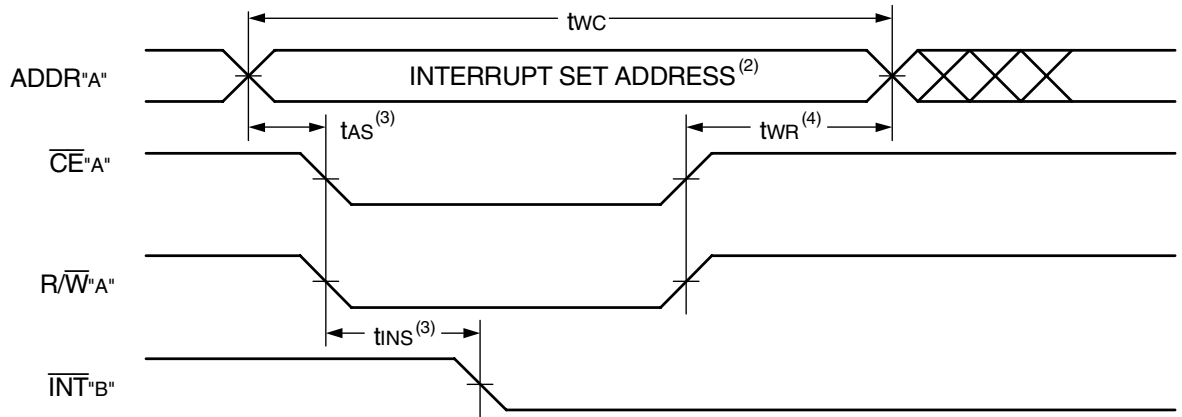 tWC
ADDR"A" INTERRUPT SET ADDRESS(2)
tAS(3) tWR(4)
CE"A"
R/W"A"
tINS(3)
INT"B"